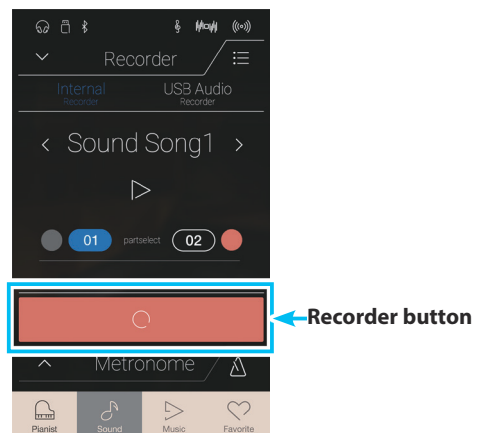 Recorder
Internal
Recorder
USB Audio
Recorder
Sound Song1
01 partselect 02
Recorder button
Metronome
Pianist Sound Music Favorite